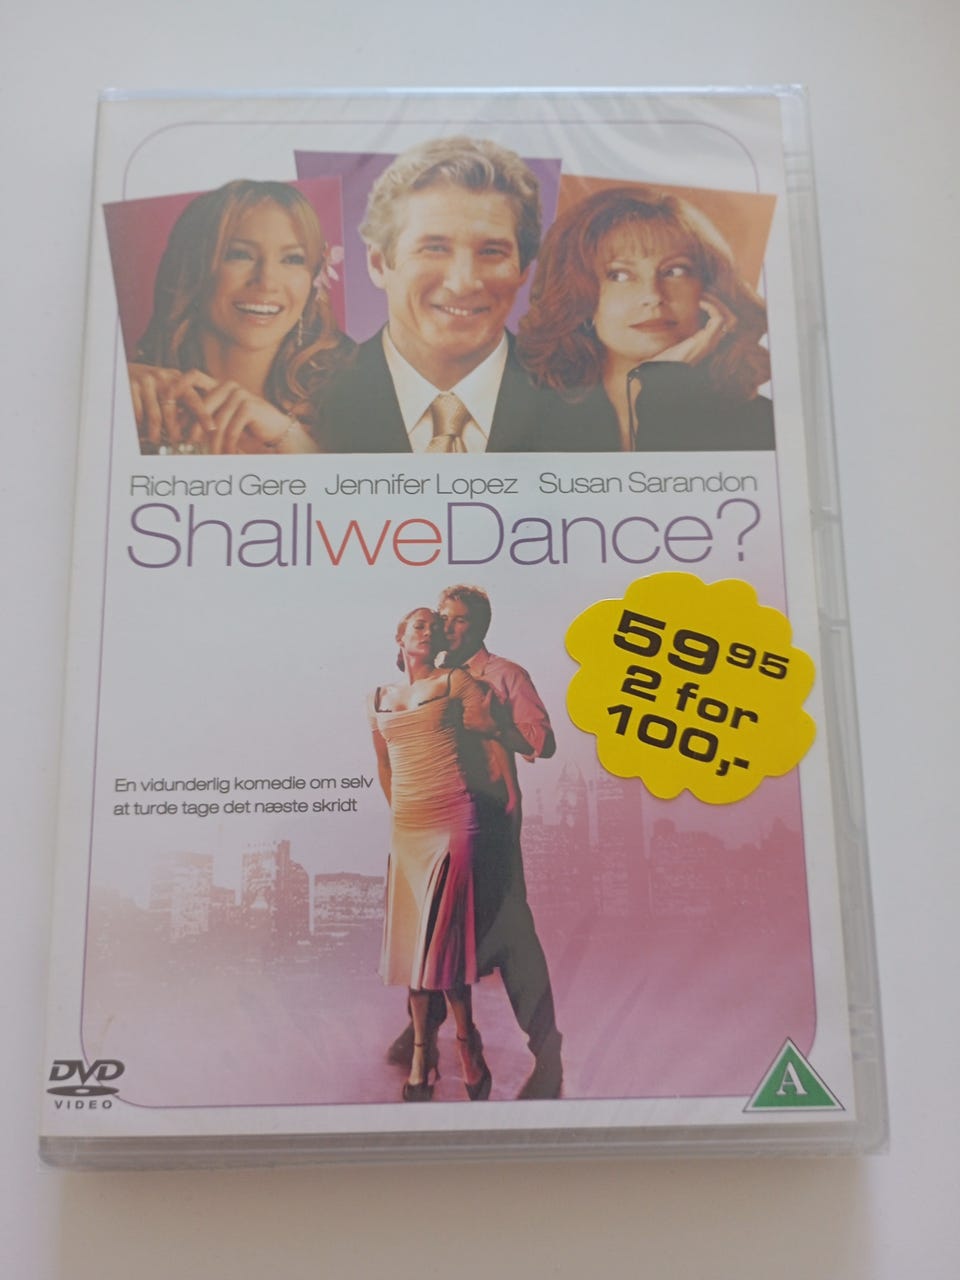 Richard Gere Jennifer Lopez Susan Sarandon
ShallweDance?
59 95
2 for
100,-
En vidunderlig komedie om selv
at turde tage det næste skridt
DVD
VIDEO
A